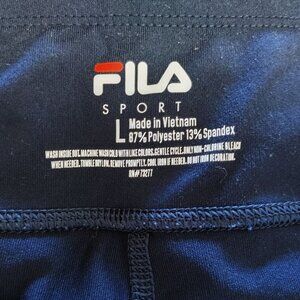 FILA
SPORT
L Made in Vietnam
87% Polyester 13% Spandex
WASH INSIDE OUT. MACHINE WASH COLD WITH LIKE COLORS. GENTLE CYCLE. ONLY NON-CHLORINE BLEACH
WHEN NEEDED. TUMBLE DRY LOW. REMOVE PROMPTLY. COOL IRON IF NEEDED. DO NOT IRON DECORATION.
RN# 73277